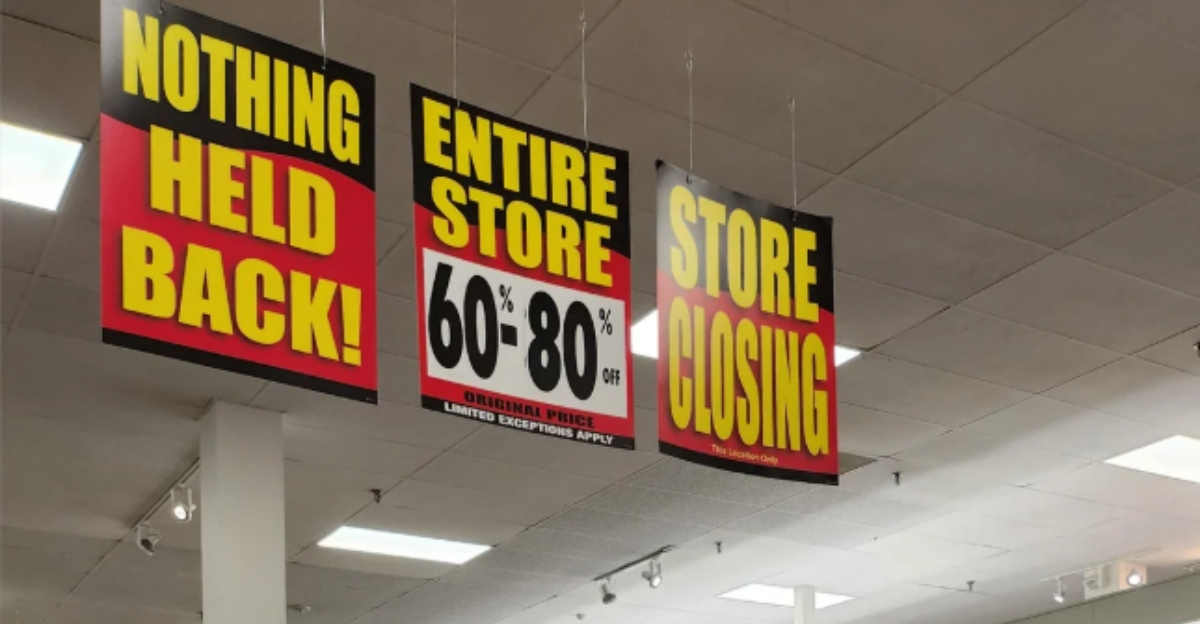 NOTHING
HELD
BACK!
ENTIRE
STORE
60%-80% OFF
ORIGINAL PRICE
LIMITED EXCEPTIONS APPLY
STORE
CLOSING
This Location Only